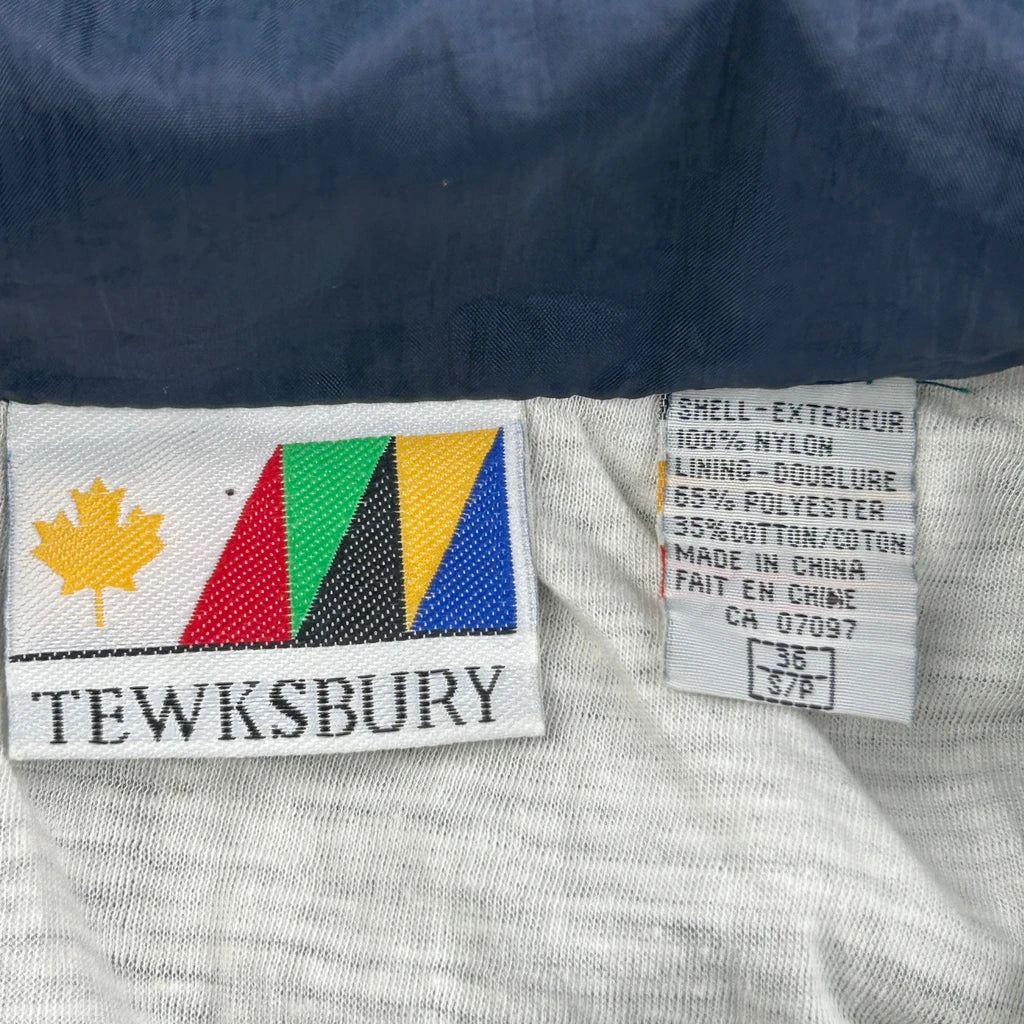 TEWKSBURY
SHELL-EXTERIEUR
100% NYLON
LINING-DOUBLURE
65% POLYESTER
35%COTTON/COTON
MADE IN CHINA
FAIT EN CHINE
CA 07097
36
S/P